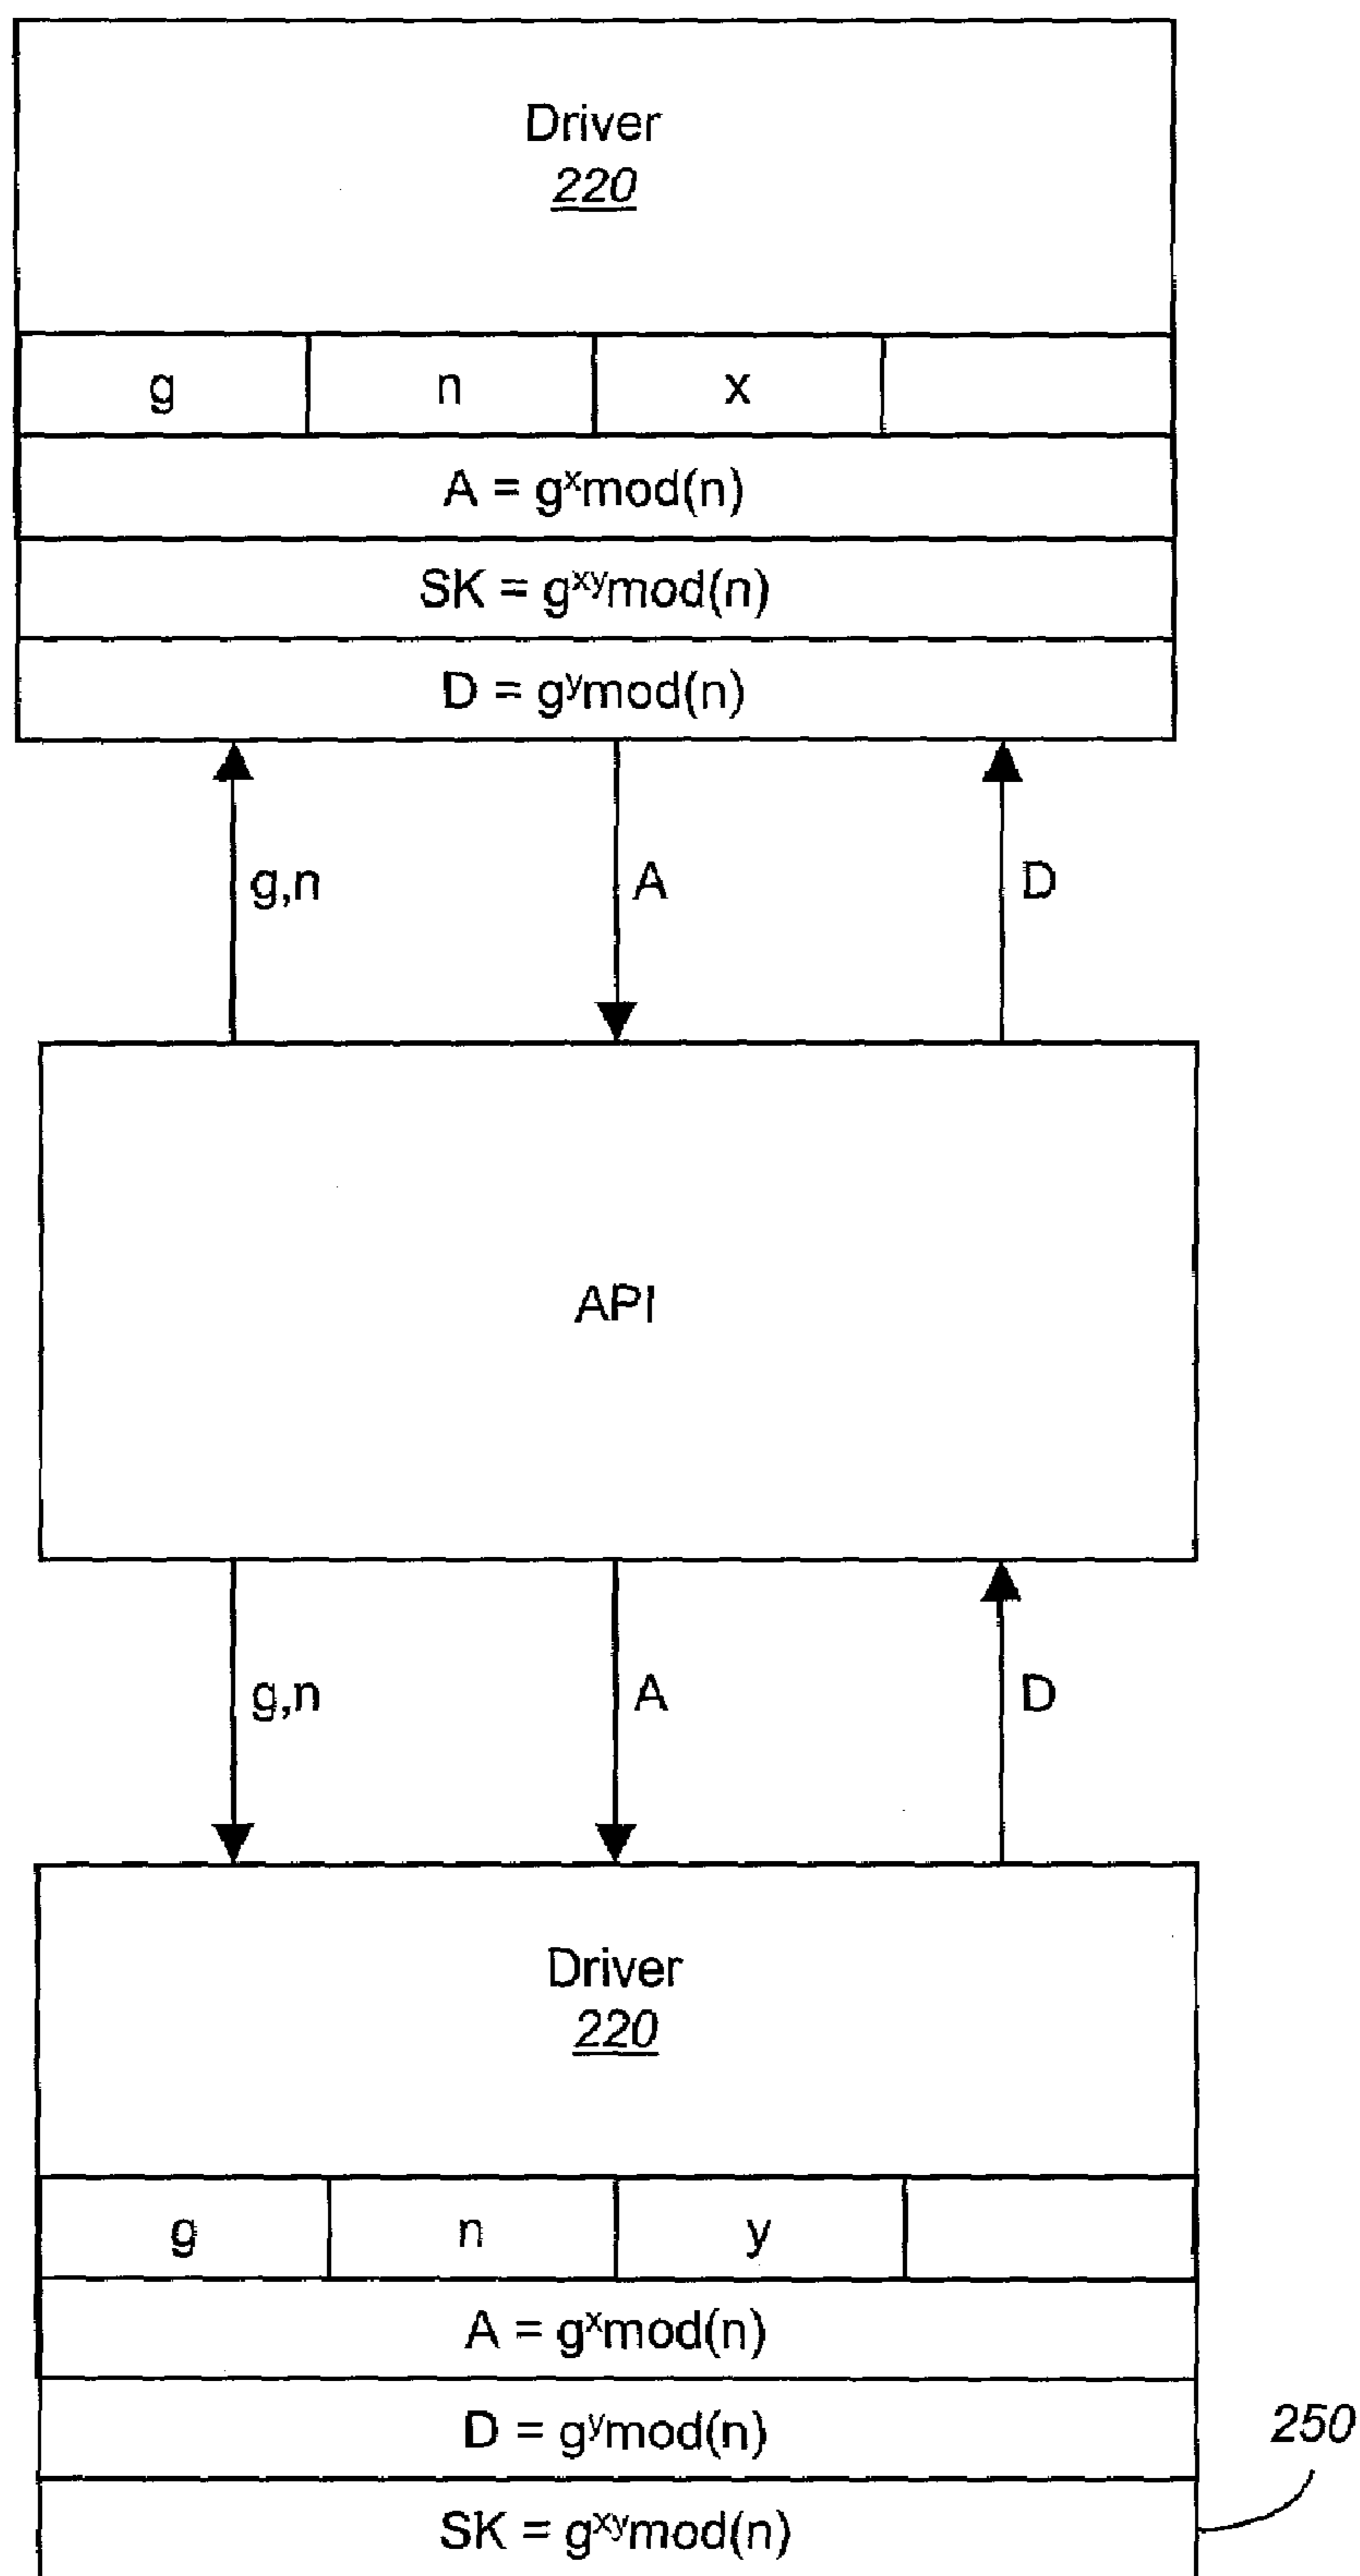 Driver
220
g n x
A = gˣmod(n)
SK = gˣʸmod(n)
D = gʸmod(n)
g,n A D
API
g,n A D
Driver
220
g n y
A = gˣmod(n)
D = gʸmod(n)
250
SK = gˣʸmod(n)